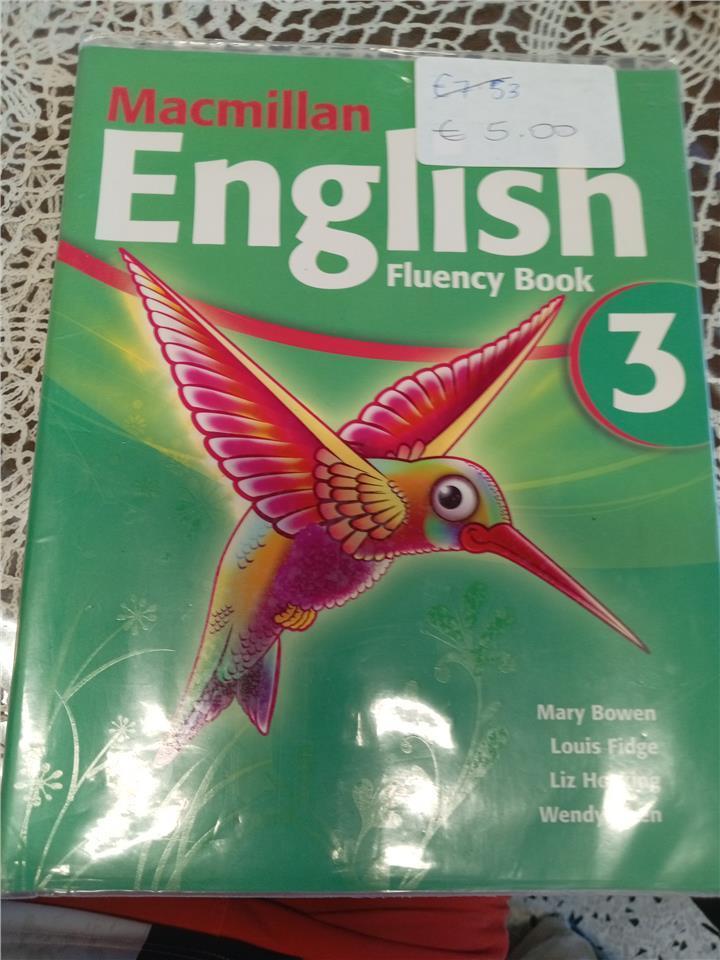 €7.53
€ 5.00
Macmillan
English
Fluency Book
3
Mary Bowen
Louis Fidge
Liz
Wendy